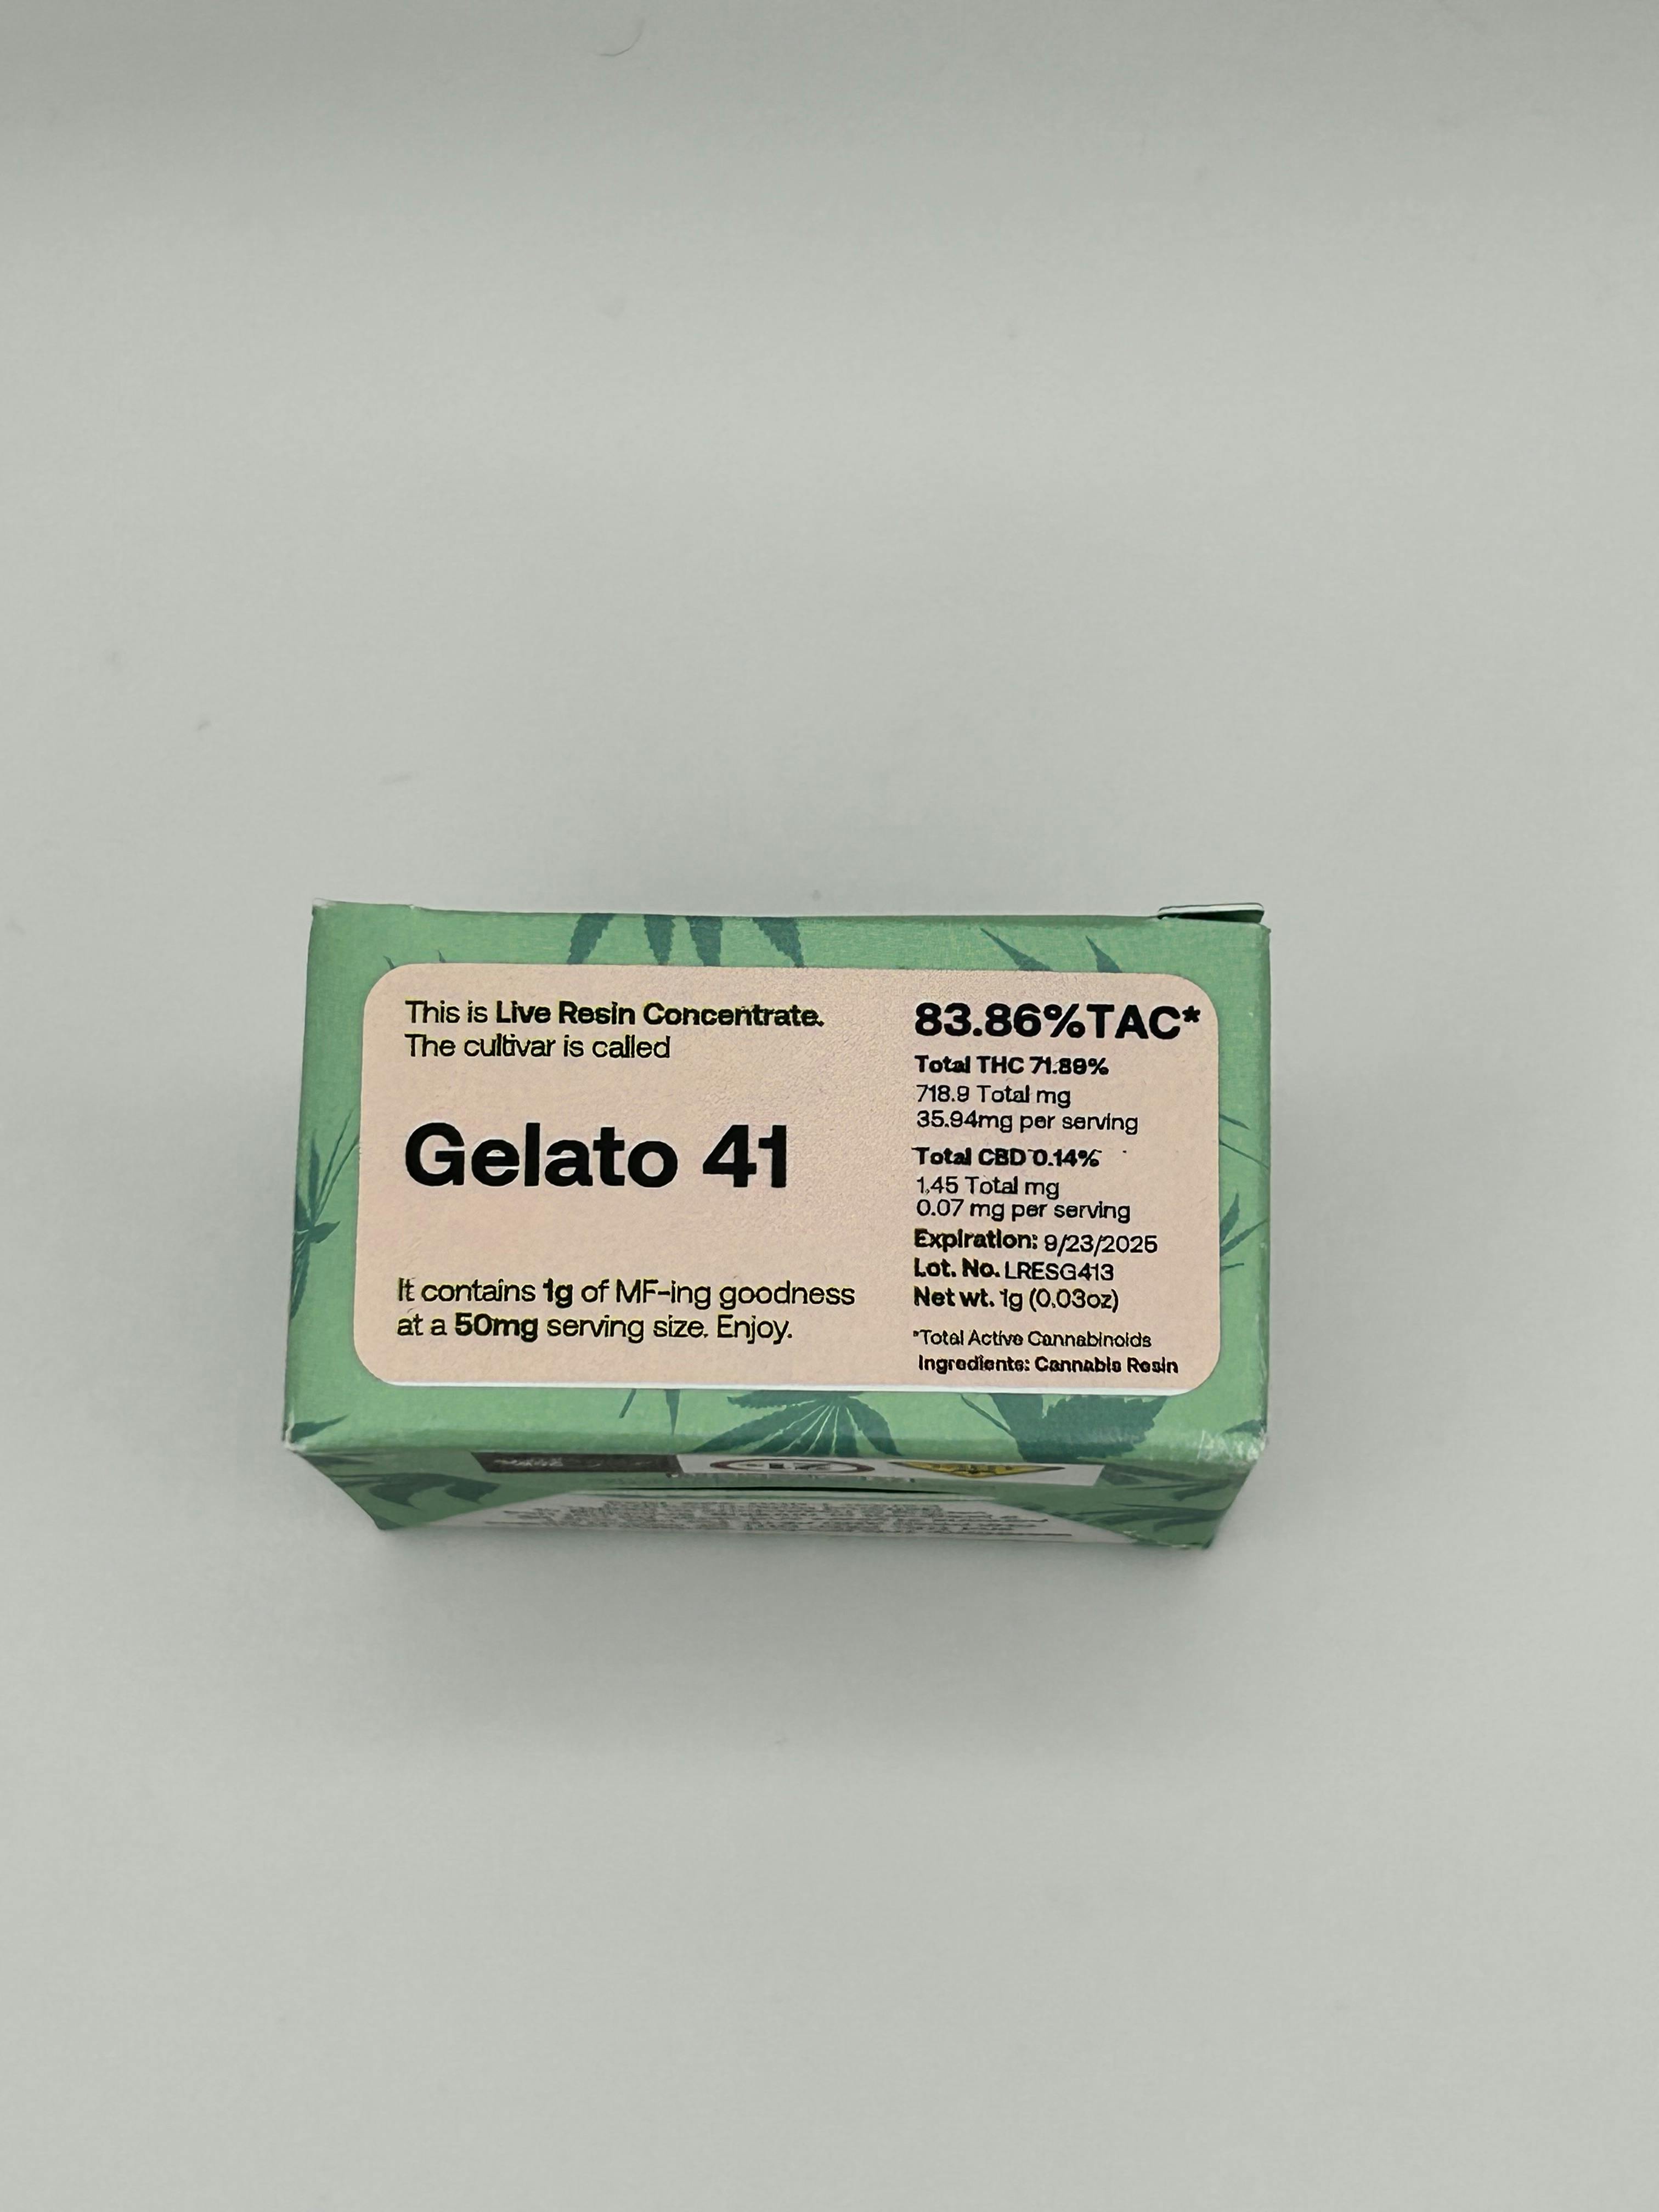 This is Live Resin Concentrate.
The cultivar is called
Gelato 41
It contains 1g of MF-ing goodness
at a 50mg serving size. Enjoy.
83.86%TAC*
Total THC 71.89%
718.9 Total mg
35.94mg per serving
Total CBD 0.14%
1.45 Total mg
0.07 mg per serving
Expiration: 9/23/2025
Lot. No. LRESG413
Net wt. 1g (0.03oz)
*Total Active Cannabinoids
Ingredients: Cannabis Resin